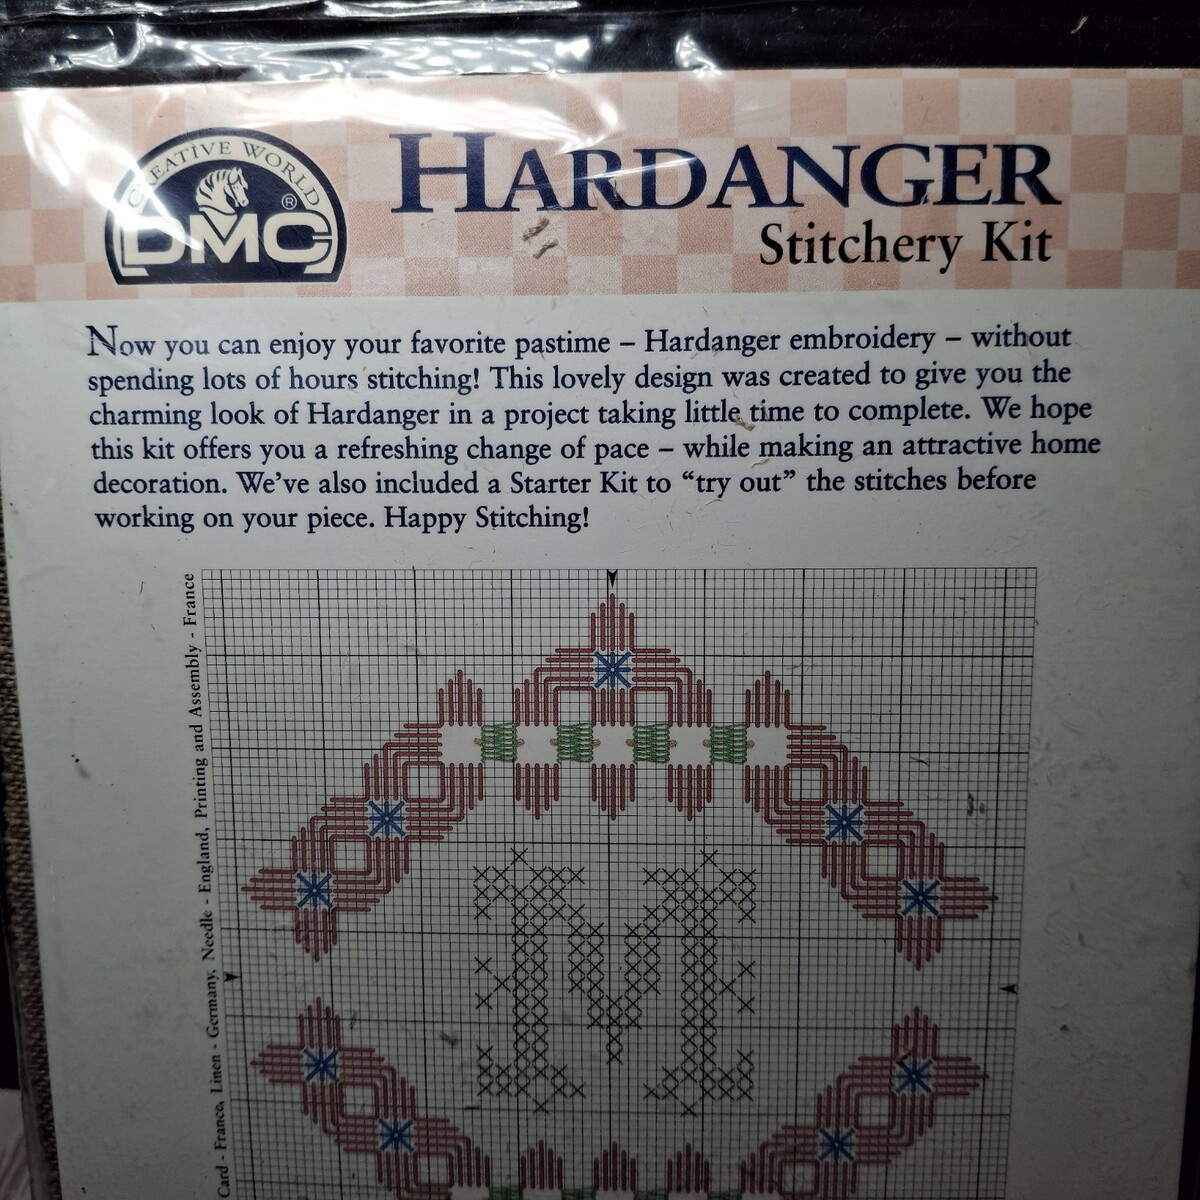 CREATIVE WORLD
DMC®
HARDANGER
Stitchery Kit
Now you can enjoy your favorite pastime – Hardanger embroidery – without
spending lots of hours stitching! This lovely design was created to give you the
charming look of Hardanger in a project taking little time to complete. We hope
this kit offers you a refreshing change of pace – while making an attractive home
decoration. We've also included a Starter Kit to “try out” the stitches before
working on your piece. Happy Stitching!
Card - France, Linen - Germany, Needle - England, Printing and Assembly - France
M